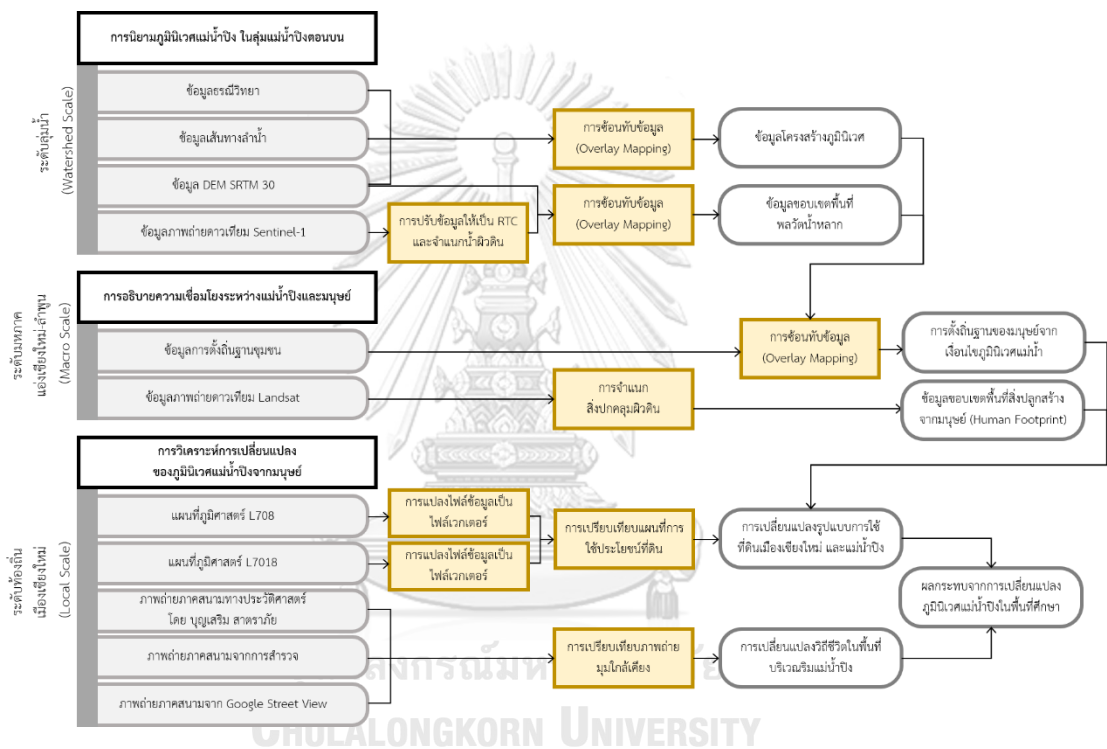 การนิยามภูมินิเวศแม่น้ำปิง ในลุ่มแม่น้ำปิงตอนบน
ระดับลุ่มน้ำ
(Watershed Scale)
ข้อมูลธรณีวิทยา
ข้อมูลเส้นทางลำน้ำ
ข้อมูล DEM SRTM 30
ข้อมูลภาพถ่ายดาวเทียม Sentinel-1
การปรับข้อมูลให้เป็น RTC
และจำแนกน้ำผิวดิน
การซ้อนทับข้อมูล
(Overlay Mapping)
ข้อมูลโครงสร้างภูมินิเวศ
การซ้อนทับข้อมูล
(Overlay Mapping)
ข้อมูลขอบเขตพื้นที่
พลวัตน้ำหลาก
การอธิบายความเชื่อมโยงระหว่างแม่น้ำปิงและมนุษย์
ระดับมหภาค
แอ่งเชียงใหม่-ลำพูน
(Macro Scale)
ข้อมูลการตั้งถิ่นฐานชุมชน
ข้อมูลภาพถ่ายดาวเทียม Landsat
การซ้อนทับข้อมูล
(Overlay Mapping)
การตั้งถิ่นฐานของมนุษย์จาก
เงื่อนไขภูมินิเวศแม่น้ำ
การจำแนก
สิ่งปกคลุมผิวดิน
ข้อมูลขอบเขตพื้นที่สิ่งปลูกสร้าง
จากมนุษย์ (Human Footprint)
การวิเคราะห์การเปลี่ยนแปลง
ของภูมินิเวศแม่น้ำปิงจากมนุษย์
ระดับท้องถิ่น
เมืองเชียงใหม่
(Local Scale)
แผนที่ภูมิศาสตร์ L708
แผนที่ภูมิศาสตร์ L7018
ภาพถ่ายภาคสนามทางประวัติศาสตร์
โดย บุญเสริม สาตราภัย
ภาพถ่ายภาคสนามจากการสำรวจ
ภาพถ่ายภาคสนามจาก Google Street View
การแปลงไฟล์ข้อมูลเป็น
ไฟล์เวกเตอร์
การแปลงไฟล์ข้อมูลเป็น
ไฟล์เวกเตอร์
การเปรียบเทียบแผนที่การ
ใช้ประโยชน์ที่ดิน
การเปลี่ยนแปลงรูปแบบการใช้
ที่ดินเมืองเชียงใหม่ และแม่น้ำปิง
การเปรียบเทียบภาพถ่าย
มุมใกล้เคียง
การเปลี่ยนแปลงวิถีชีวิตในพื้นที่
บริเวณริมแม่น้ำปิง
ผลกระทบจากการเปลี่ยนแปลง
ภูมินิเวศแม่น้ำปิงในพื้นที่ศึกษา
CHULALONGKORN UNIVERSITY